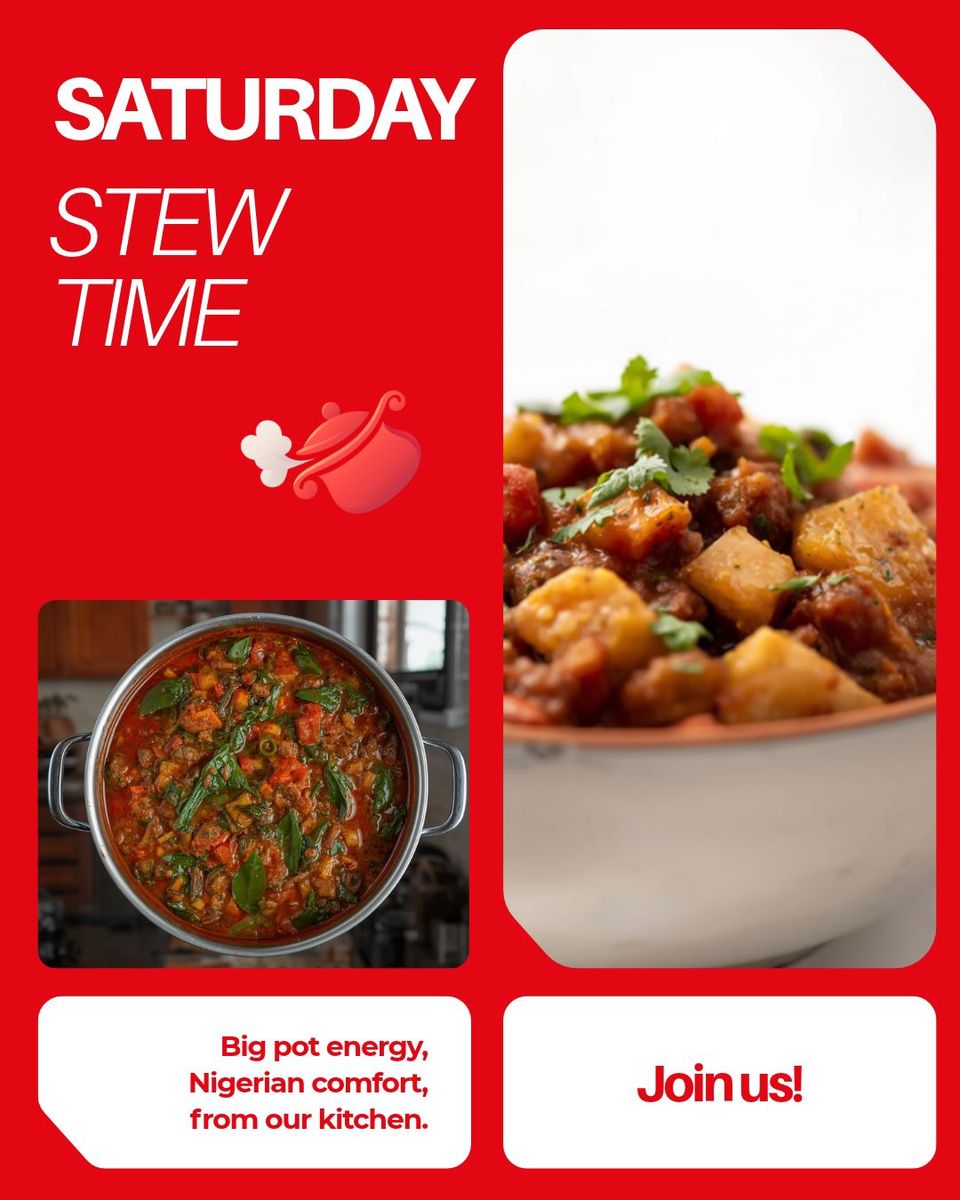 SATURDAY
STEW
TIME
Big pot energy,
Nigerian comfort,
from our kitchen.
Join us!